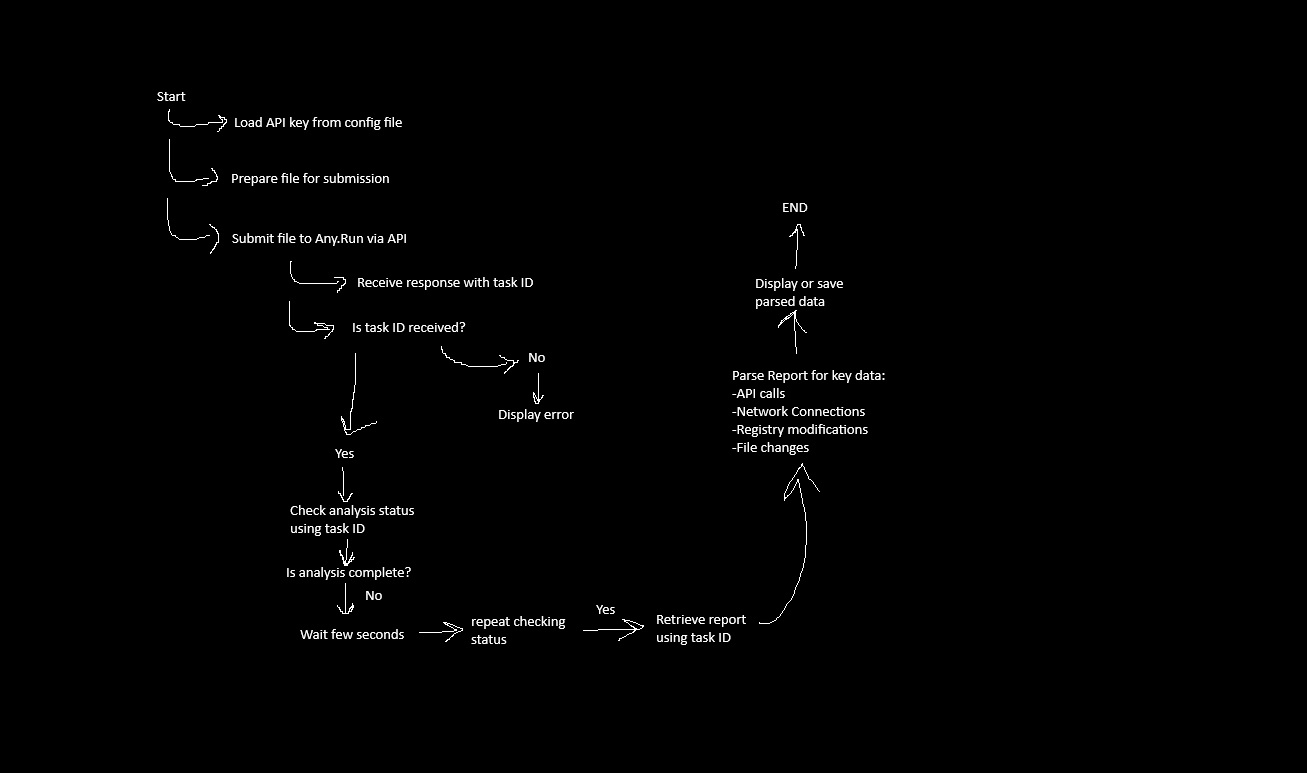 Start
Load API key from config file
Prepare file for submission
Submit file to Any.Run via API
Receive response with task ID
Is task ID received?
No
Display error
Yes
Check analysis status
using task ID
Is analysis complete?
No
Wait few seconds
repeat checking
status
Yes
Retrieve report
using task ID
Parse Report for key data:
-API calls
-Network Connections
-Registry modifications
-File changes
Display or save
parsed data
END